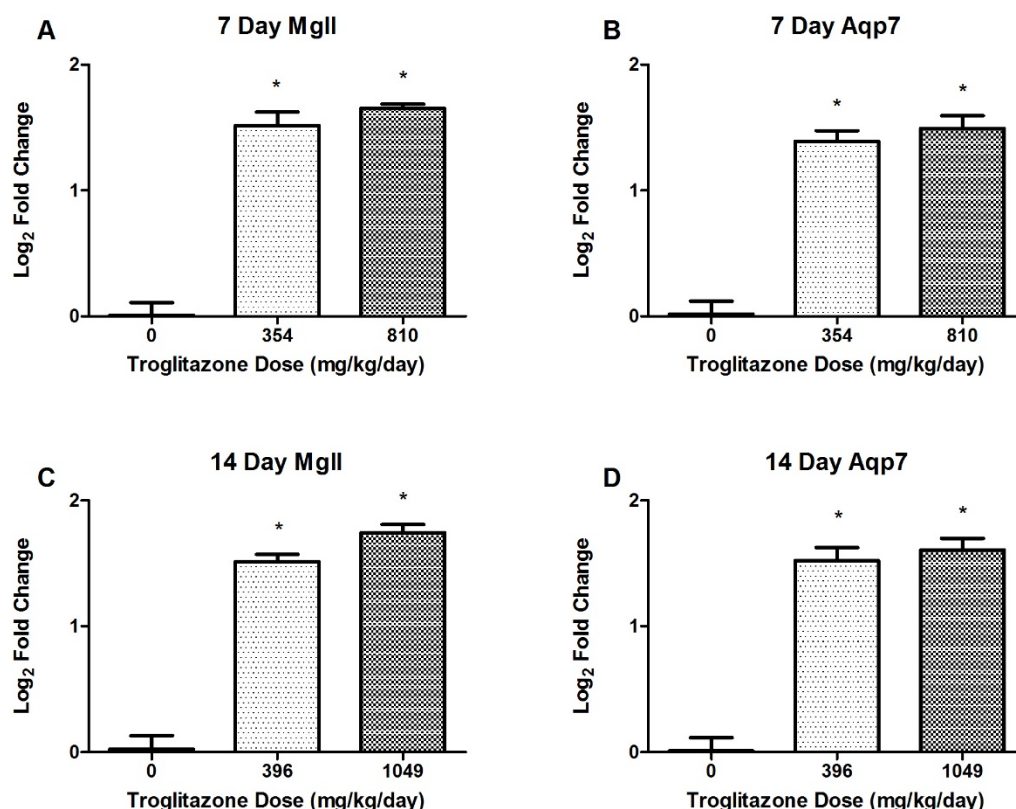 A
7 Day Mgll
2
1
0
Log₂ Fold Change
*
*
0
354
810
Troglitazone Dose (mg/kg/day)
B
7 Day Aqp7
2
1
0
Log₂ Fold Change
*
*
0
354
810
Troglitazone Dose (mg/kg/day)
C
14 Day Mgll
2
1
0
Log₂ Fold Change
*
*
0
396
1049
Troglitazone Dose (mg/kg/day)
D
14 Day Aqp7
2
1
0
Log₂ Fold Change
*
*
0
396
1049
Troglitazone Dose (mg/kg/day)